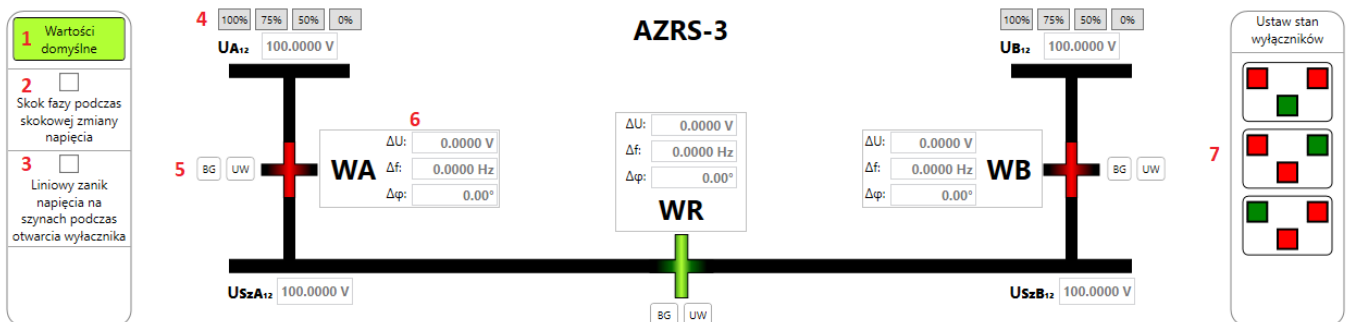 1 Wartości
domyślne
2
Skok fazy podczas
skokowej zmiany
napięcia
3
Liniowy zanik
napięcia na
szynach podczas
otwarcia wyłacznika
4 100% 75% 50% 0%
UA12 100.0000 V
AZRS-3
100% 75% 50% 0%
UB12 100.0000 V
5 BG UW
6
WA
ΔU: 0.0000 V
Δf: 0.0000 Hz
Δφ: 0.00°
ΔU: 0.0000 V
Δf: 0.0000 Hz
Δφ: 0.00°
WR
ΔU: 0.0000 V
Δf: 0.0000 Hz
Δφ: 0.00°
WB
BG UW
USzA12 100.0000 V
BG UW
USzB12 100.0000 V
Ustaw stan
wyłączników
7